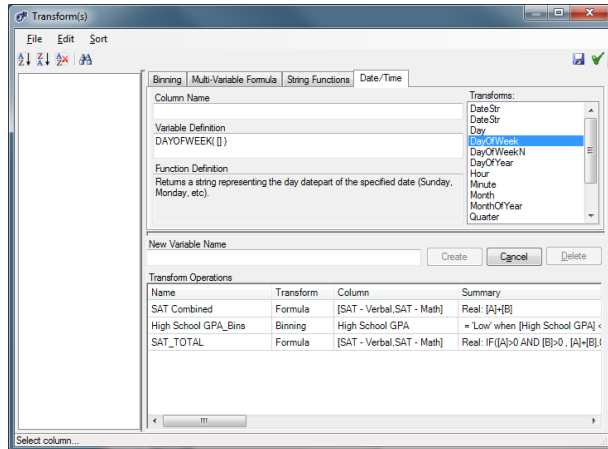 Transform(s)
File Edit Sort
Binning Multi-Variable Formula String Functions Date/Time
Column Name
Transforms:
DateStr
DateStr
Day
DayOfWeek
DayOfWeekN
DayOfYear
Hour
Minute
Month
MonthOfYear
Quarter
Variable Definition
DAYOFWEEK( [] )
Function Definition
Returns a string representing the day datepart of the specified date (Sunday,
Monday, etc).
New Variable Name
Create Cancel Delete
Transform Operations
Name Transform Column Summary
SAT Combined Formula [SAT - Verbal,SAT - Math] Real: [A]+[B]
High School GPA_Bins Binning High School GPA = 'Low' when [High School GPA] <
SAT_TOTAL Formula [SAT - Verbal,SAT - Math] Real: IF([A]>0 AND [B]>0 , [A]+[B],0
Select column...